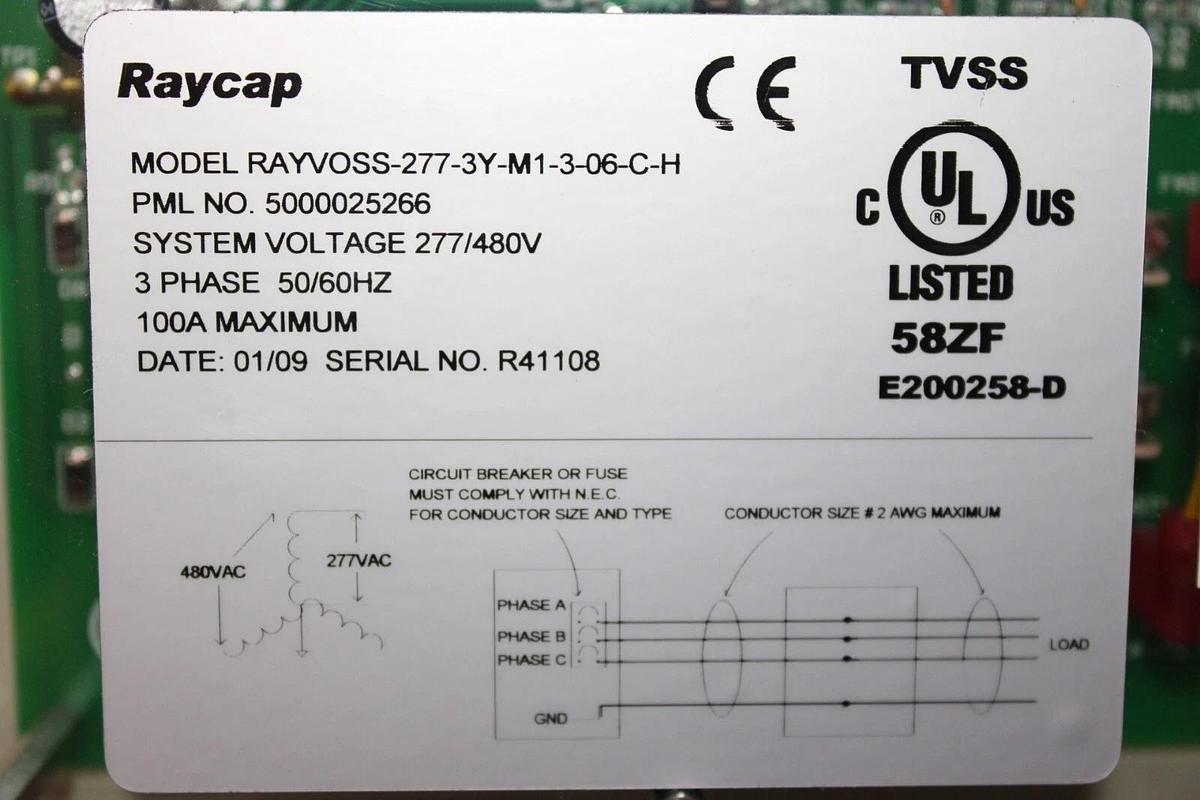 Raycap
CE
TVSS
MODEL RAYVOSS-277-3Y-M1-3-06-C-H
PML NO. 5000025266
SYSTEM VOLTAGE 277/480V
3 PHASE 50/60HZ
100A MAXIMUM
DATE: 01/09 SERIAL NO. R41108
C UL ® US
LISTED
58ZF
E200258-D
CIRCUIT BREAKER OR FUSE
MUST COMPLY WITH N.E.C.
FOR CONDUCTOR SIZE AND TYPE
CONDUCTOR SIZE # 2 AWG MAXIMUM
480VAC
277VAC
PHASE A
PHASE B
PHASE C
GND
LOAD